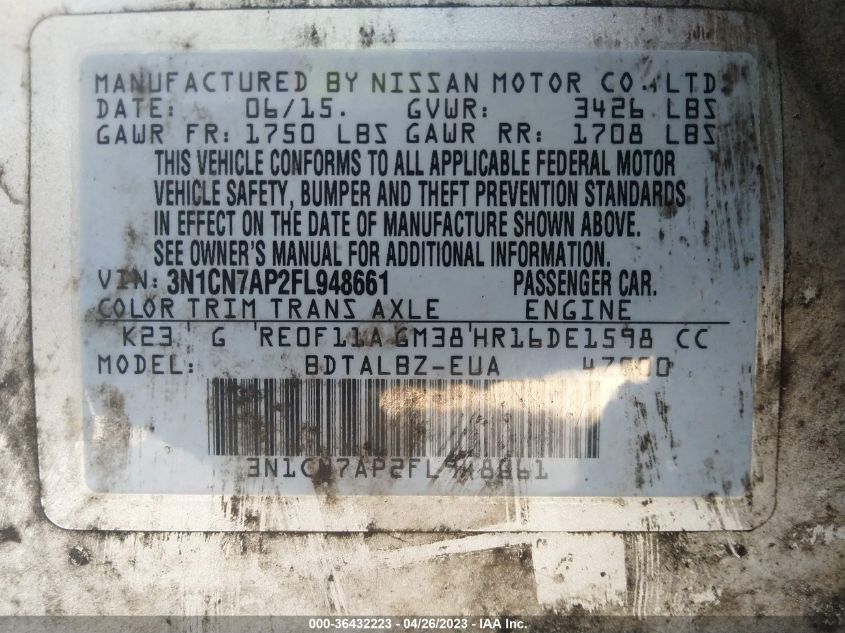 MANUFACTURED BY NISSAN MOTOR CO.,LTD
DATE: 06/15. GVWR: 3426 LBS
GAWR FR: 1750 LBS GAWR RR: 1708 LBS
THIS VEHICLE CONFORMS TO ALL APPLICABLE FEDERAL MOTOR
VEHICLE SAFETY, BUMPER AND THEFT PREVENTION STANDARDS
IN EFFECT ON THE DATE OF MANUFACTURE SHOWN ABOVE.
SEE OWNER'S MANUAL FOR ADDITIONAL INFORMATION.
VIN: 3N1CN7AP2FL948661 PASSENGER CAR.
COLOR TRIM TRANS AXLE ENGINE
K23 G RE0F11A GM38 HR16DE1598 CC
MODEL: BDTALBZ-EUA
3N1CN7AP2FL948661
000-36432223 - 04/26/2023 - IAA Inc.